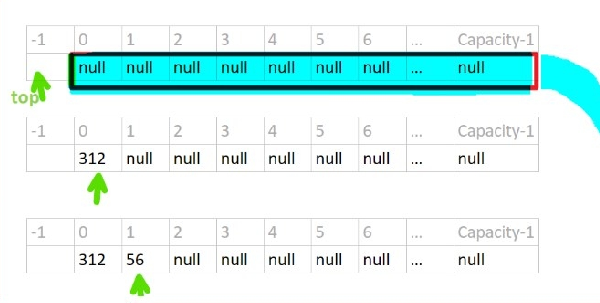 -1 0 1 2 3 4 5 6 ... Capacity-1
null null null null null null null ... null
top
-1 0 1 2 3 4 5 6 ... Capacity-1
312 null null null null null null ... null
-1 0 1 2 3 4 5 6 ... Capacity-1
312 56 null null null null null ... null